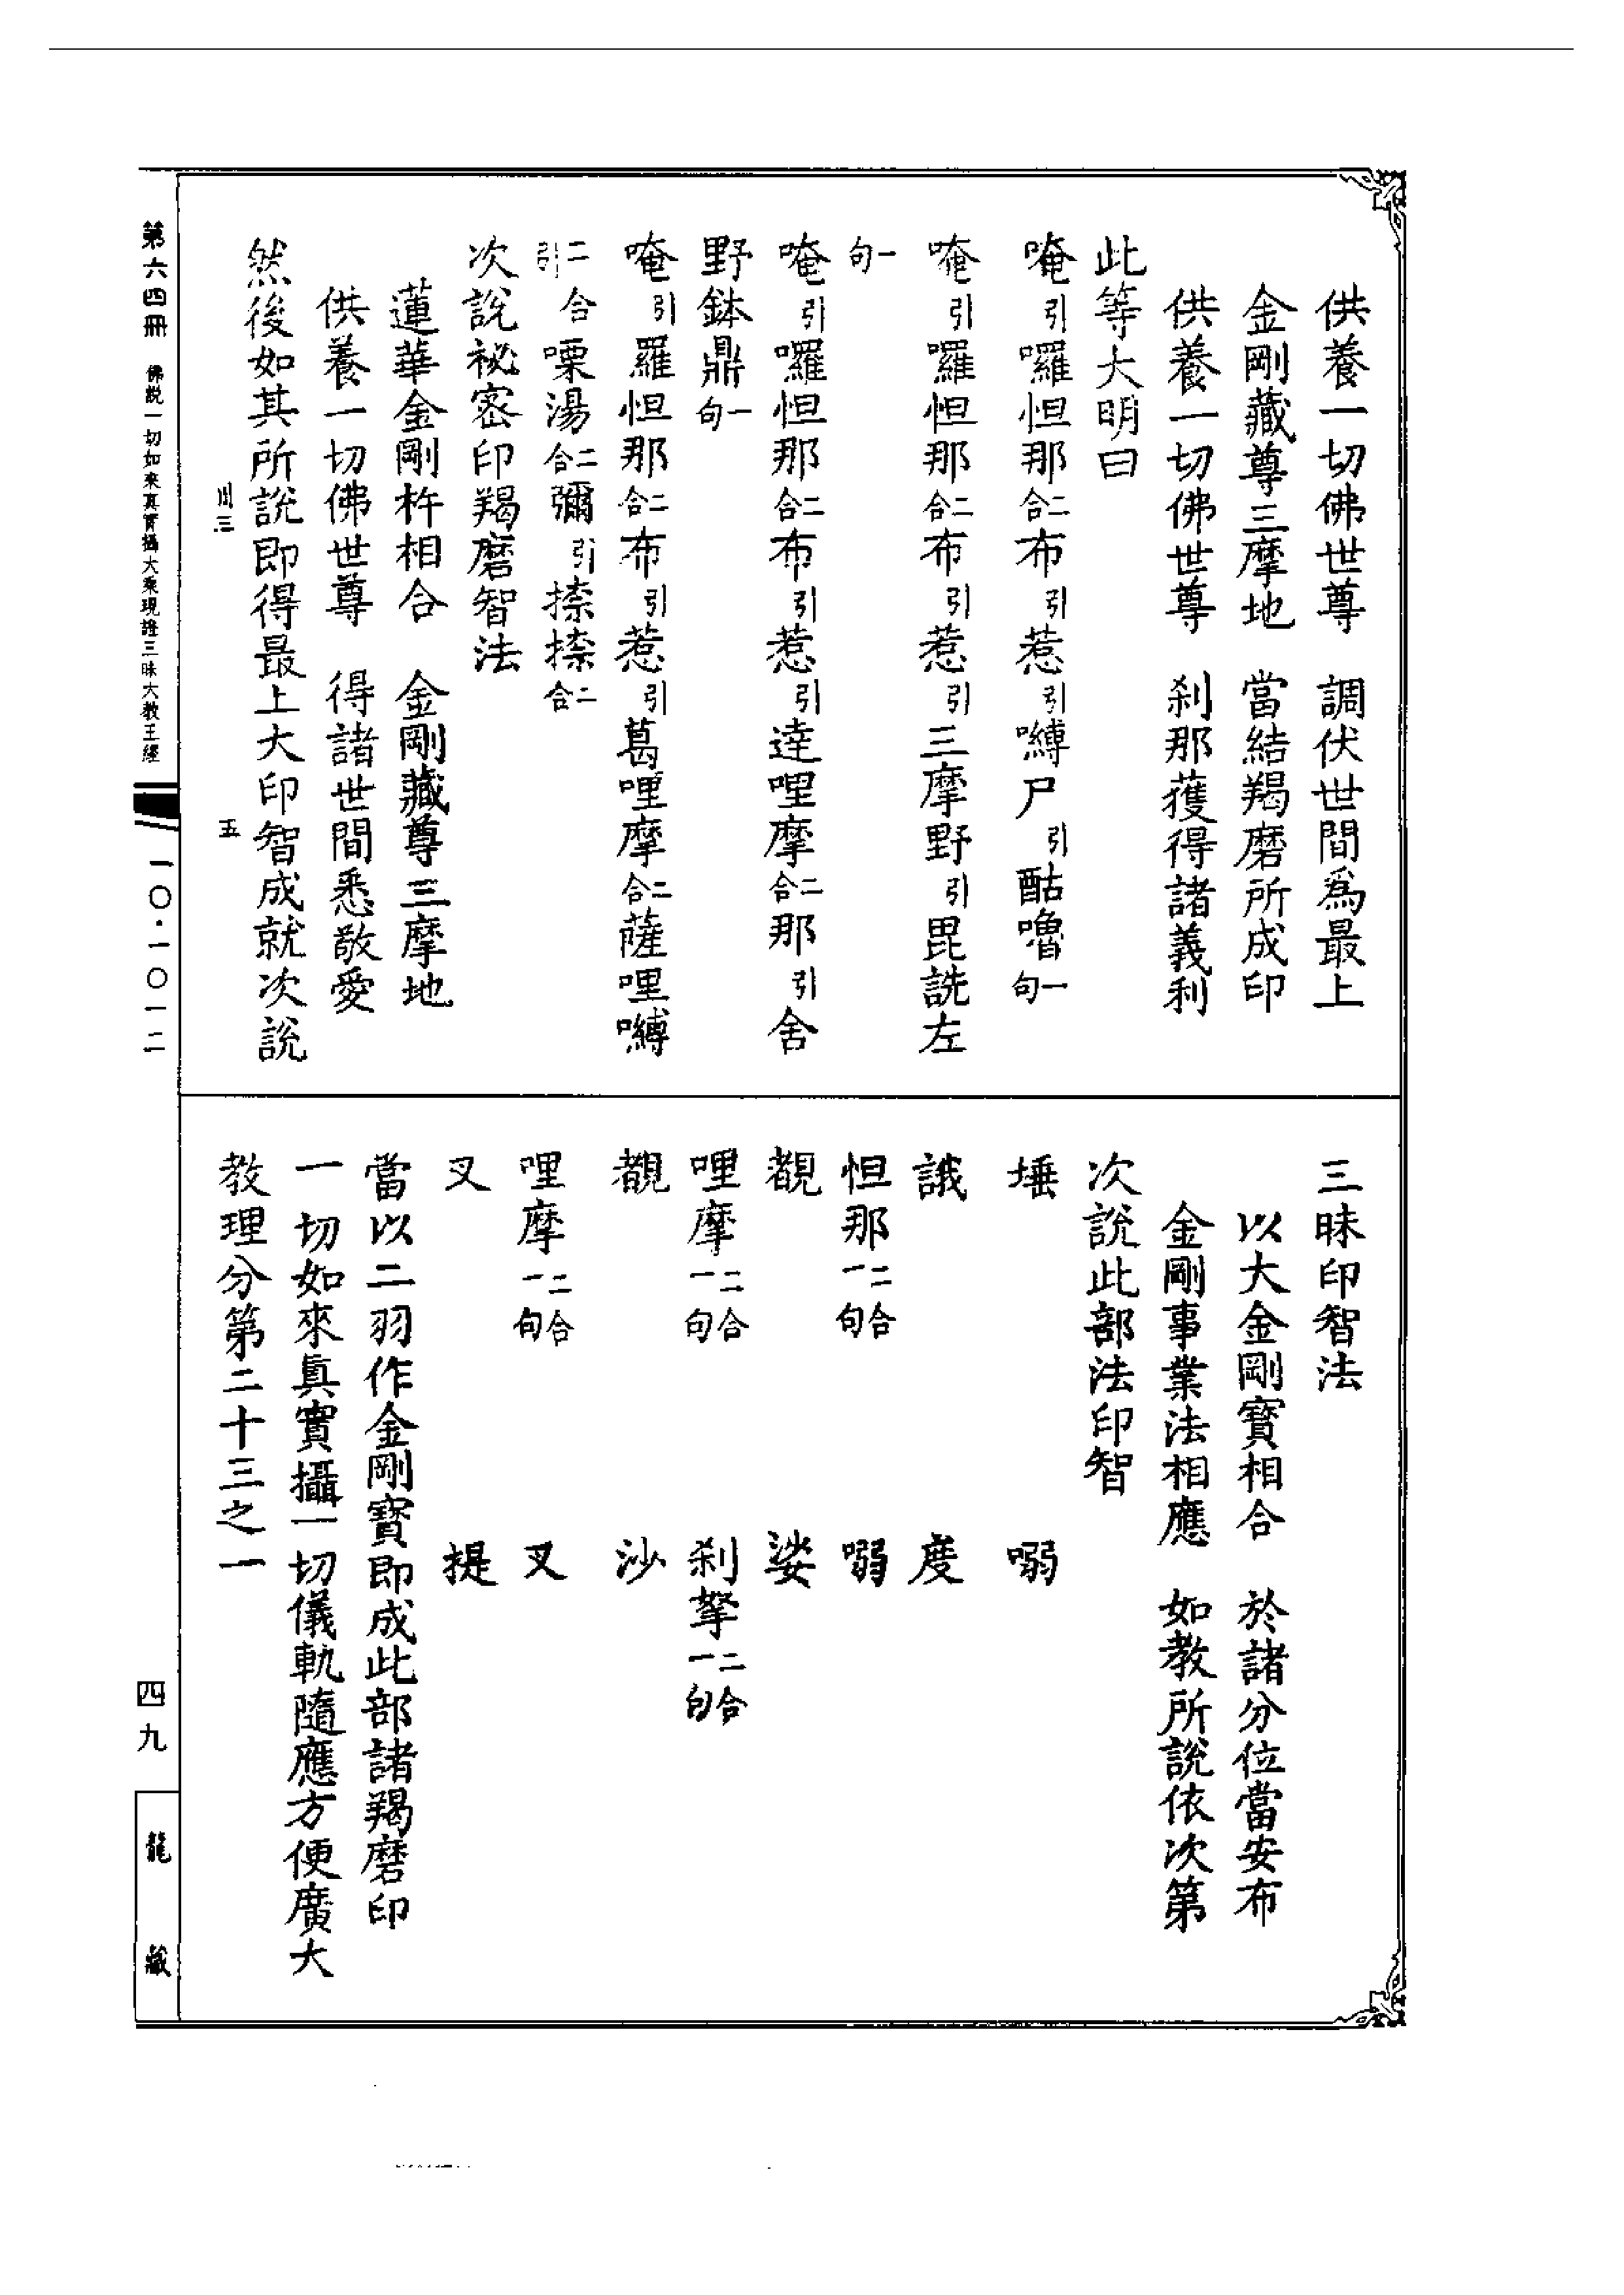 供養一切佛世尊　調伏世間爲最上
金剛藏尊三摩地　當結羯磨所成印
供養一切佛世尊　刹那獲得諸義利
此等大明曰
唵引囉怛那二合布引惹引嚩尸引酤嚕一句
唵引囉怛那二合布引惹引三摩野引毘詵左
一句
唵引囉怛那二合布引惹引達哩摩二合那引舍
野鉢鼎一句
唵引羅怛那二合布引惹引葛哩摩二合薩哩嚩
二合引㗚湯二合彌引捺捺二合
次說祕密印羯磨智法
蓮華金剛杵相合　金剛藏尊三摩地
供養一切佛世尊　得諸世間悉敬愛
然後如其所說即得最上大印智成就次說
三昧印智法
以大金剛寶相合　於諸分位當安布
金剛事業法相應　如教所說依次第
次說此部法印智
埵　嗍
誐　度
怛那二合一句　嗍
覩　娑
哩摩二合一句　刹拏二合一句
覩　沙
哩摩二合一句　叉
叉　提
當以二羽作金剛寶即成此部諸羯磨印
一切如來真實攝一切儀軌隨應方便廣大
教理分第二十三之一
川三　五
第六四冊　佛説一切如來真實攝大乘現證三昧大教王經　一〇·一〇一二　四九　龍藏